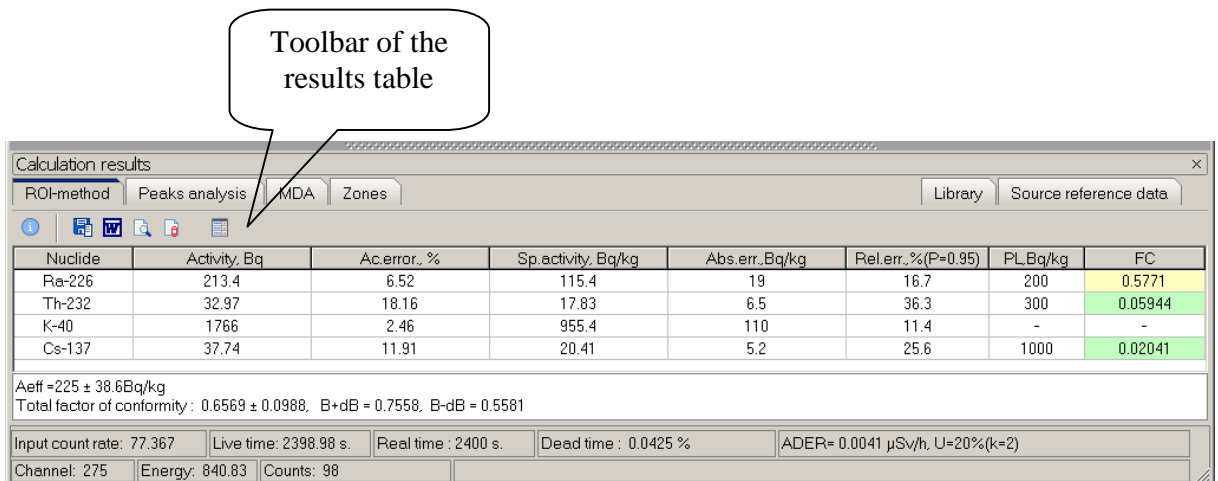 Toolbar of the
results table
Calculation results
ROI-method Peaks analysis MDA Zones Library Source reference data
Nuclide Activity, Bq Ac.error., % Sp.activity, Bq/kg Abs.err.,Bq/kg Rel.err.,%(P=0.95) PL,Bq/kg FC
Ra-226 213.4 6.52 115.4 19 16.7 200 0.5771
Th-232 32.97 18.16 17.83 6.5 36.3 300 0.05944
K-40 1766 2.46 955.4 110 11.4 - -
Cs-137 37.74 11.91 20.41 5.2 25.6 1000 0.02041
Aeff =225 ± 38.6Bq/kg
Total factor of conformity : 0.6569 ± 0.0988, B+dB = 0.7558, B-dB = 0.5581
Input count rate: 77.367 Live time: 2398.98 s. Real time : 2400 s. Dead time : 0.0425 % ADER= 0.0041 µSv/h, U=20%(k=2)
Channel: 275 Energy: 840.83 Counts: 98